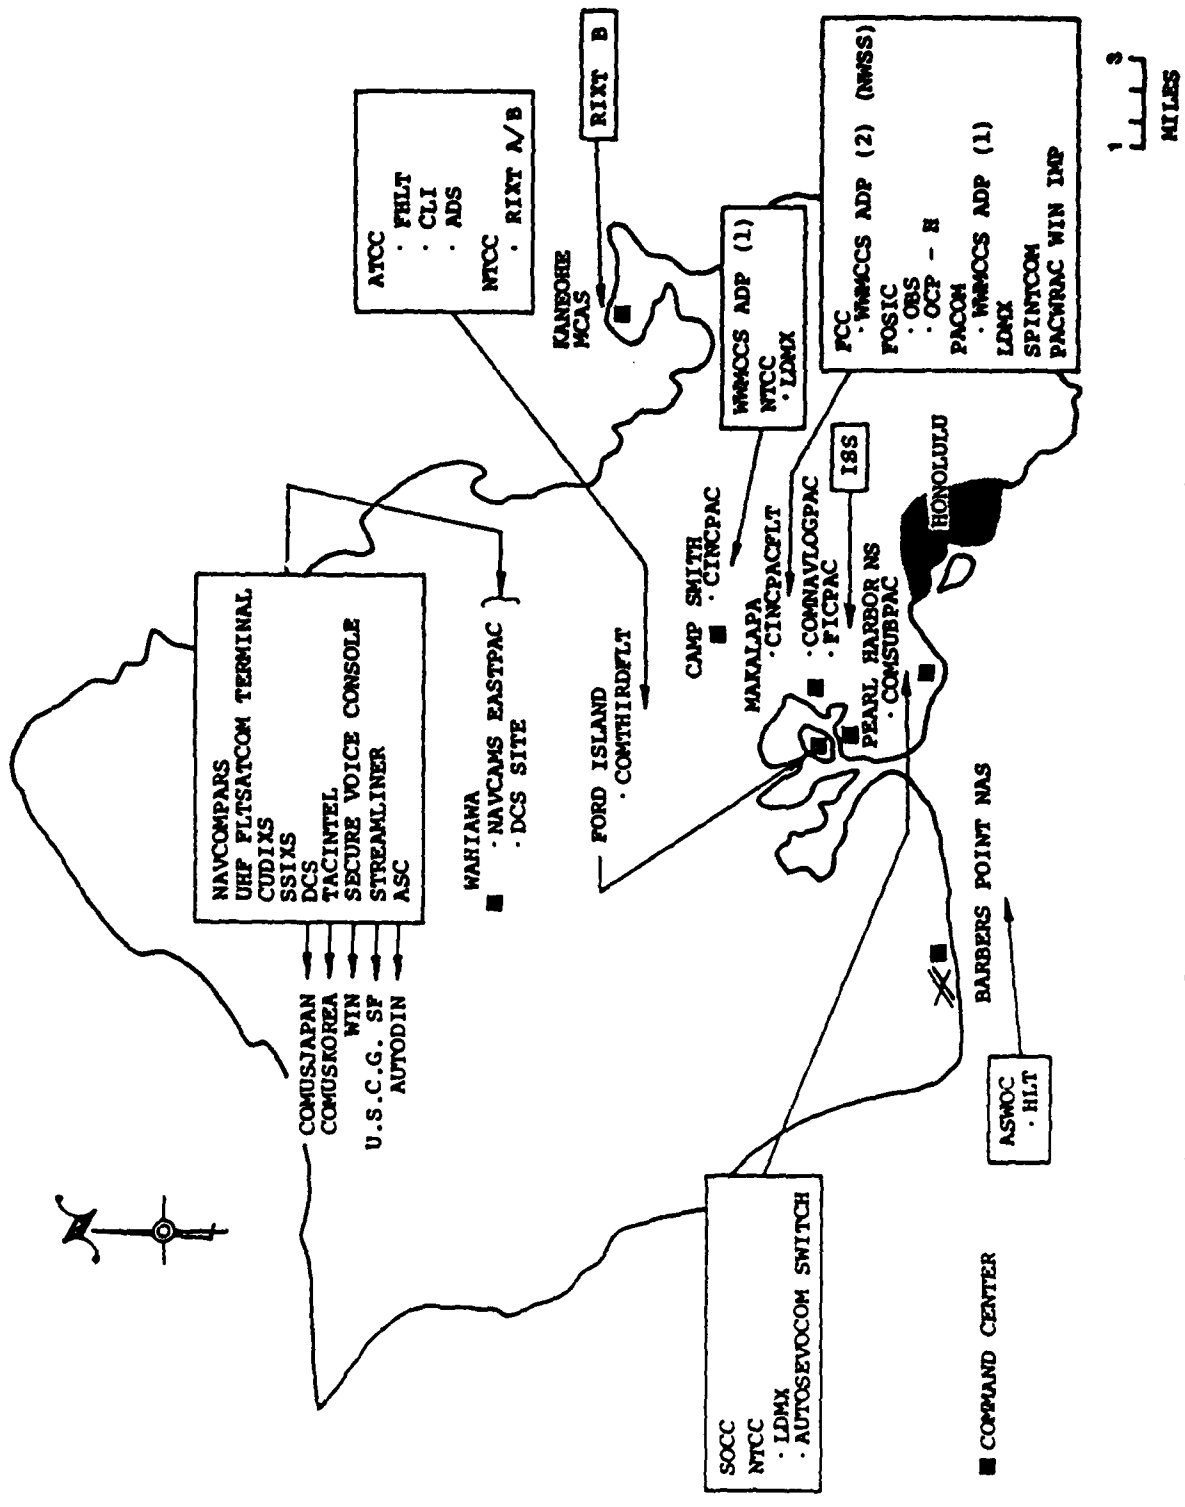 NAVCOMPARS
UHF FLTSATCOM TERMINAL
CUDIXS
SSIXS
DCS
TACINTEL
SECURE VOICE CONSOLE
STREAMLINER
ASC
COMUSJAPAN
COMUSKOREA
WIN
U.S.C.G. SF
AUTODIN
WAHIAWA
· NAVCAMS EASTPAC
· DCS SITE
ATCC
· FHLT
· CLI
· ADS
NTCC
· RIXT A/B
KANEOHE
MCAS
RIXT B
FORD ISLAND
· COMTHIRDFLT
CAMP SMITH
· CINCPAC
WWMCCS ADP (1)
NTCC
· LDMX
MAKALAPA
· CINCPACFLT
· COMNAVLOGPAC
· FICPAC
ISS
PEARL HARBOR NS
· COMSUBPAC
HONOLULU
FCC
· WWMCCS ADP (2) (NWSS)
FOSIC
· OBS
· OCP - H
PACOM
· WWMCCS ADP (1)
LDMX
SPINTCOM
PACWRAC WIN IMP
SOCC
NTCC
· LDMX
· AUTOSEVOCOM SWITCH
BARBERS POINT NAS
ASWOC
· HLT
COMMAND CENTER
1 3
MILES
N